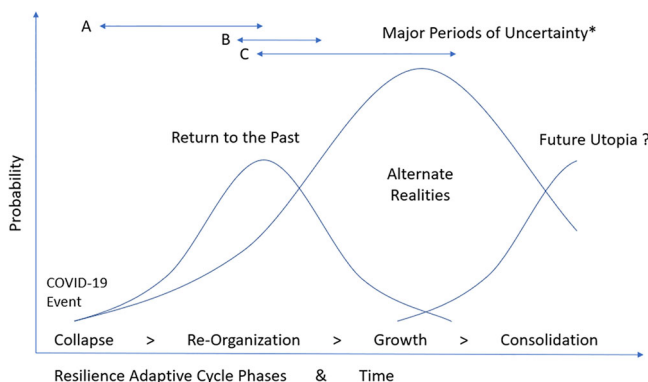 A
B
C
Major Periods of Uncertainty*
Return to the Past
Future Utopia ?
Alternate
Realities
Probability
COVID-19
Event
Collapse > Re-Organization > Growth > Consolidation
Resilience Adaptive Cycle Phases & Time